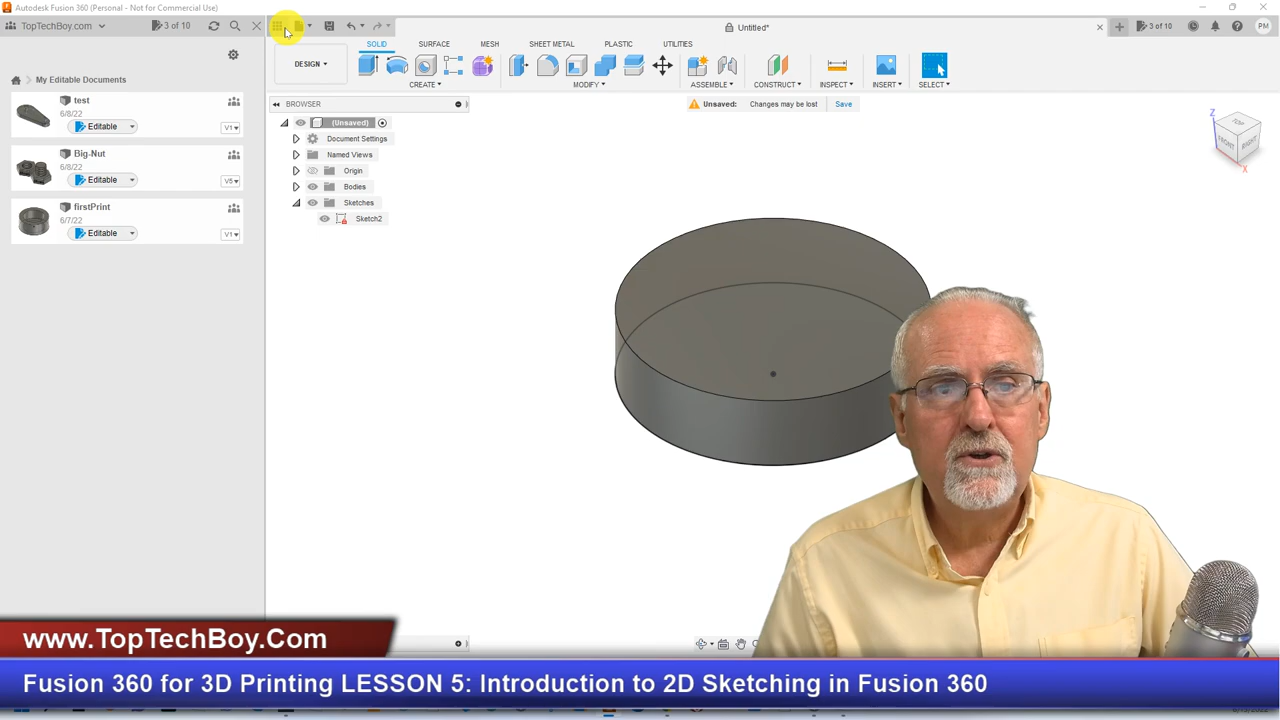 Autodesk Fusion 360 (Personal - Not for Commercial Use)
TopTechBoy.com
3 of 10
Untitled*
3 of 10
PM
SOLID
SURFACE
MESH
SHEET METAL
PLASTIC
UTILITIES
DESIGN
CREATE
MODIFY
ASSEMBLE
CONSTRUCT
INSPECT
INSERT
SELECT
My Editable Documents
test
6/8/22
Editable
V1
Big-Nut
6/8/22
Editable
V5
firstPrint
6/7/22
Editable
V1
BROWSER
(Unsaved)
Document Settings
Named Views
Origin
Bodies
Sketches
Sketch2
Unsaved: Changes may be lost Save
Z
TOP
FRONT
RIGHT
X
www.TopTechBoy.Com
Fusion 360 for 3D Printing LESSON 5: Introduction to 2D Sketching in Fusion 360